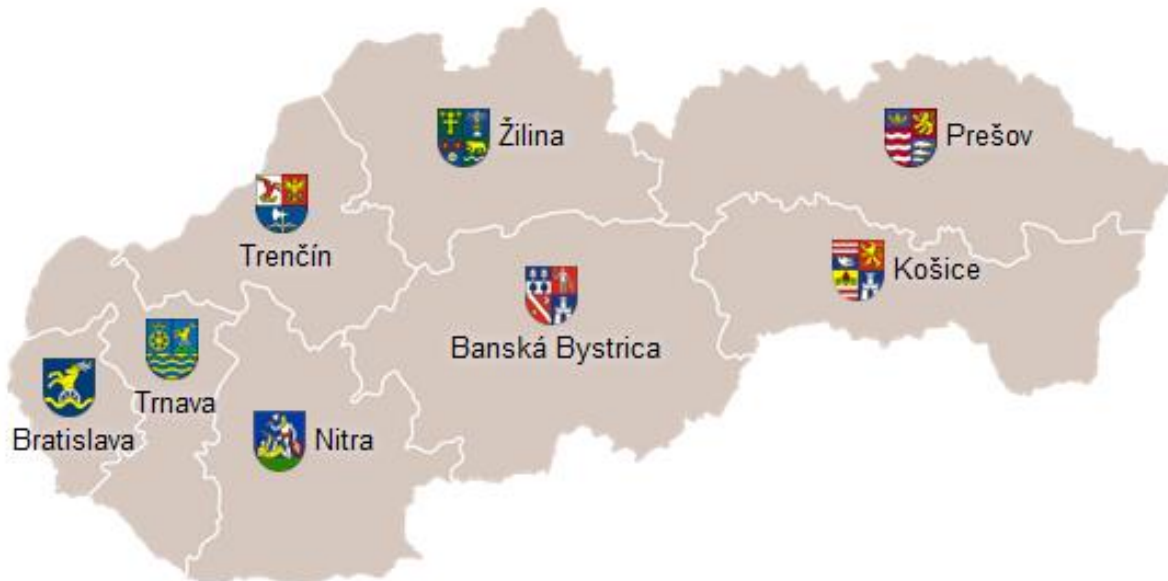 Žilina
Prešov
Trenčín
Košice
Banská Bystrica
Trnava
Bratislava
Nitra